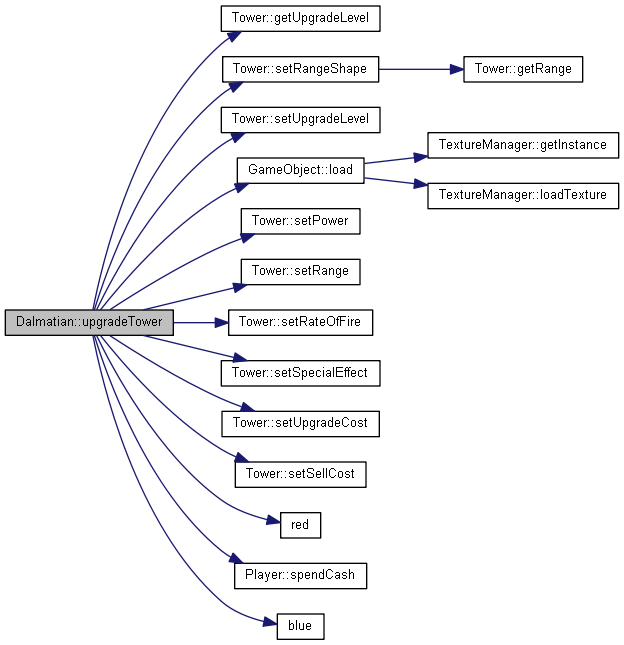 Tower::getUpgradeLevel
Tower::setRangeShape
Tower::getRange
Tower::setUpgradeLevel
TextureManager::getInstance
GameObject::load
TextureManager::loadTexture
Tower::setPower
Tower::setRange
Dalmatian::upgradeTower
Tower::setRateOfFire
Tower::setSpecialEffect
Tower::setUpgradeCost
Tower::setSellCost
red
Player::spendCash
blue